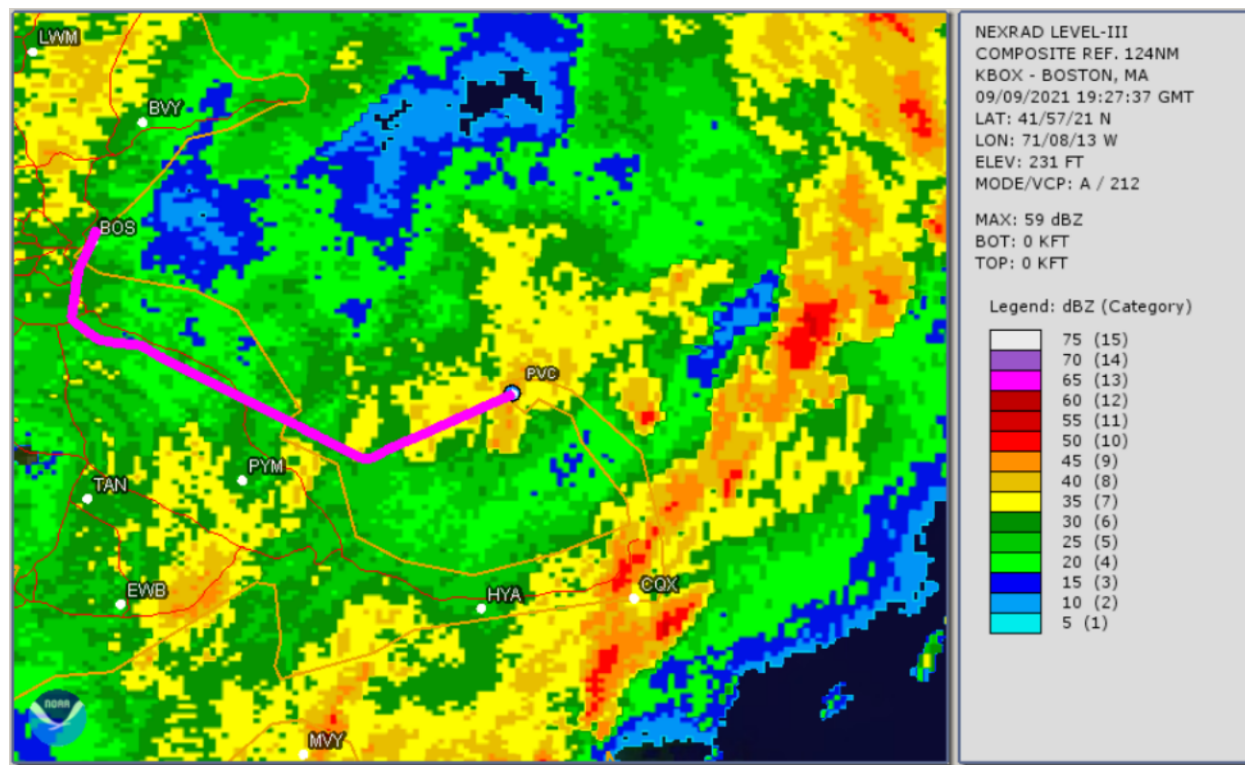 LWM
BVY
BOS
PVC
PYM
TAN
EWB
HYA
CQX
MVY
NOAA
NEXRAD LEVEL-III
COMPOSITE REF. 124NM
KBOX - BOSTON, MA
09/09/2021 19:27:37 GMT
LAT: 41/57/21 N
LON: 71/08/13 W
ELEV: 231 FT
MODE/VCP: A / 212
MAX: 59 dBZ
BOT: 0 KFT
TOP: 0 KFT
Legend: dBZ (Category)
75 (15)
70 (14)
65 (13)
60 (12)
55 (11)
50 (10)
45 (9)
40 (8)
35 (7)
30 (6)
25 (5)
20 (4)
15 (3)
10 (2)
5 (1)